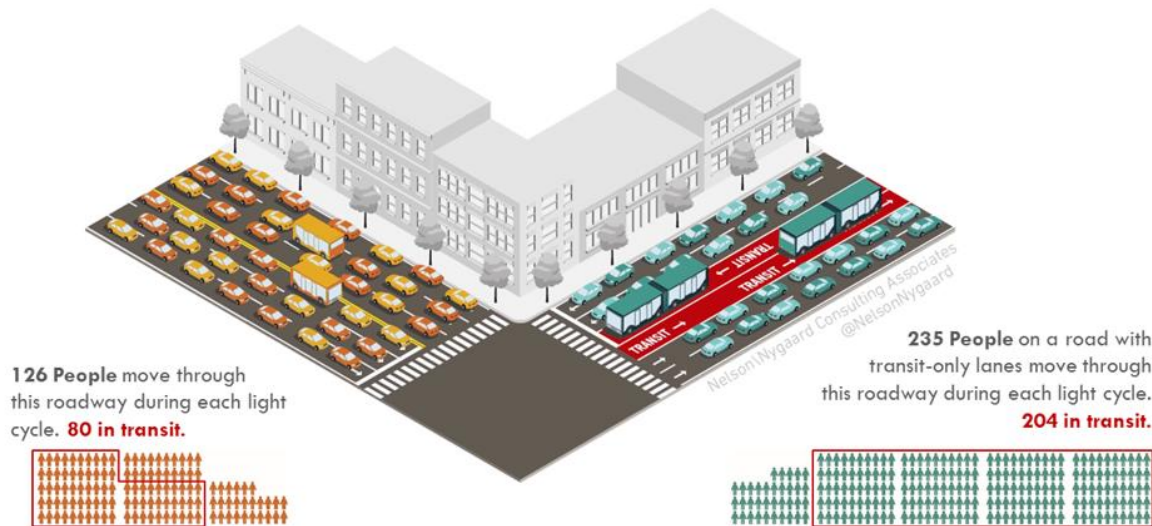 TRANSIT
TRANSIT
TRANSIT
Nelson\Nygaard Consulting Associates
@NelsonNygaard
126 People move through
this roadway during each light
cycle. 80 in transit.
235 People on a road with
transit-only lanes move through
this roadway during each light cycle.
204 in transit.